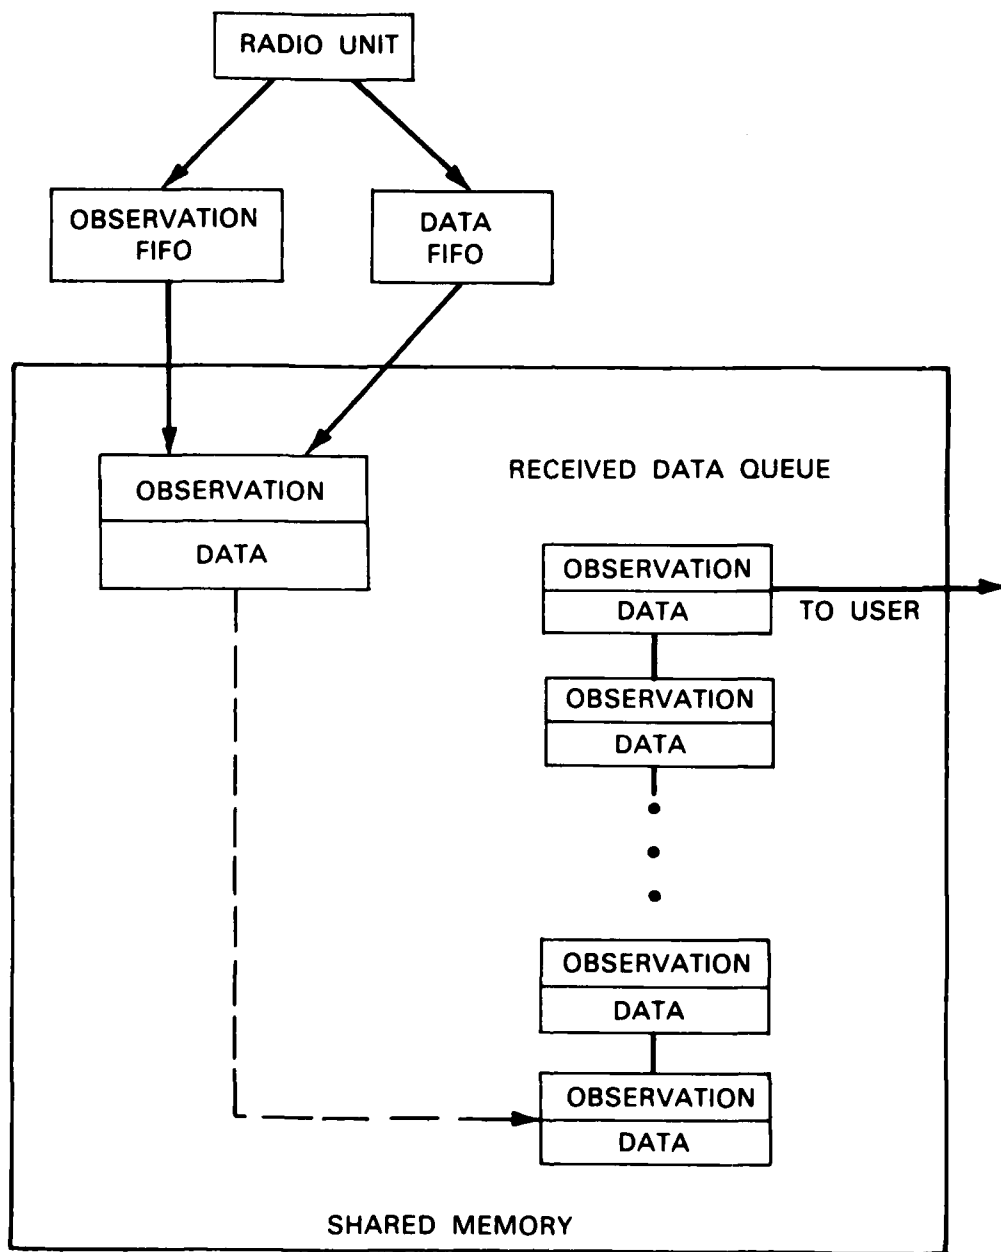 RADIO UNIT
OBSERVATION
FIFO
DATA
FIFO
OBSERVATION
DATA
RECEIVED DATA QUEUE
OBSERVATION
DATA
TO USER
OBSERVATION
DATA
OBSERVATION
DATA
OBSERVATION
DATA
SHARED MEMORY